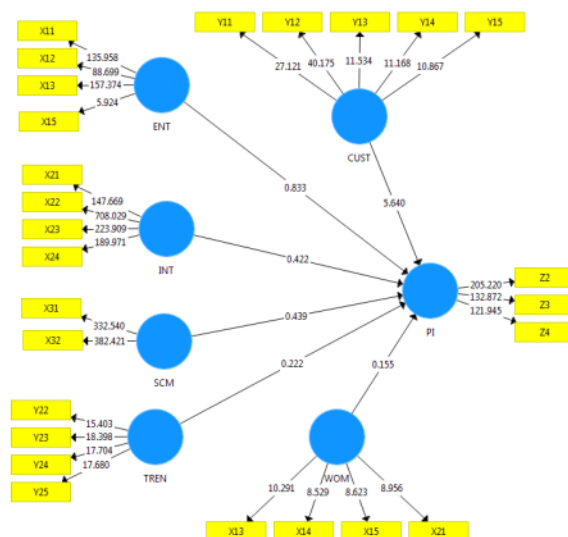 Y11 Y12 Y13 Y14 Y15
X11
X12
X13
X15
135.958
88.699
157.374
5.924
ENT
27.121 40.175 11.534 11.168 10.867
CUST
0.833
5.640
X21
X22
X23
X24
147.669
708.029
223.909
189.971
INT
0.422
X31
X32
332.540
382.421
SCM
0.439
PI
205.220
132.872
121.945
Z2
Z3
Z4
0.222
0.155
Y22
Y23
Y24
Y25
15.403
18.398
17.704
17.680
TREN
WOM
10.291 8.529 8.623 8.956
X13 X14 X15 X21